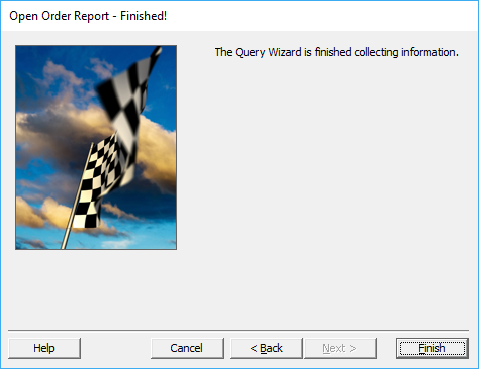 Open Order Report - Finished!
The Query Wizard is finished collecting information.
Help
Cancel
< Back
Next >
Finish